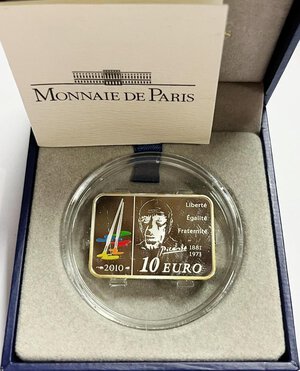 MONNAIE DE PARIS
Liberté
Égalité
Fraternité
Picasso
1881
1973
2010
10 EURO